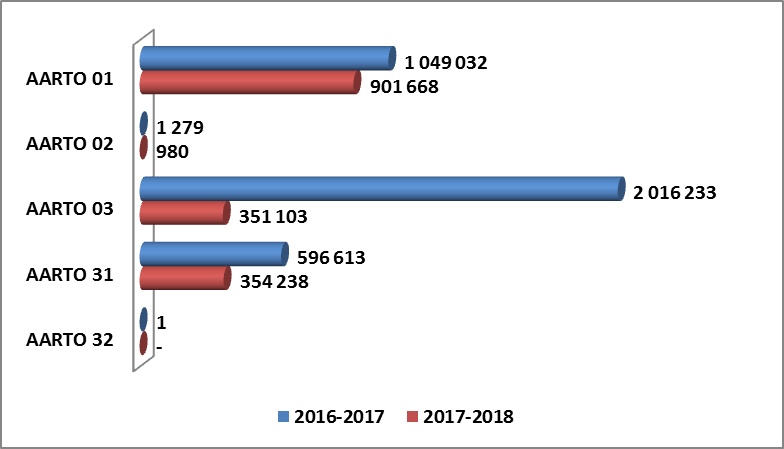 AARTO 01
1 049 032
901 668
AARTO 02
1 279
980
AARTO 03
2 016 233
351 103
AARTO 31
596 613
354 238
AARTO 32
1
-
2016-2017
2017-2018